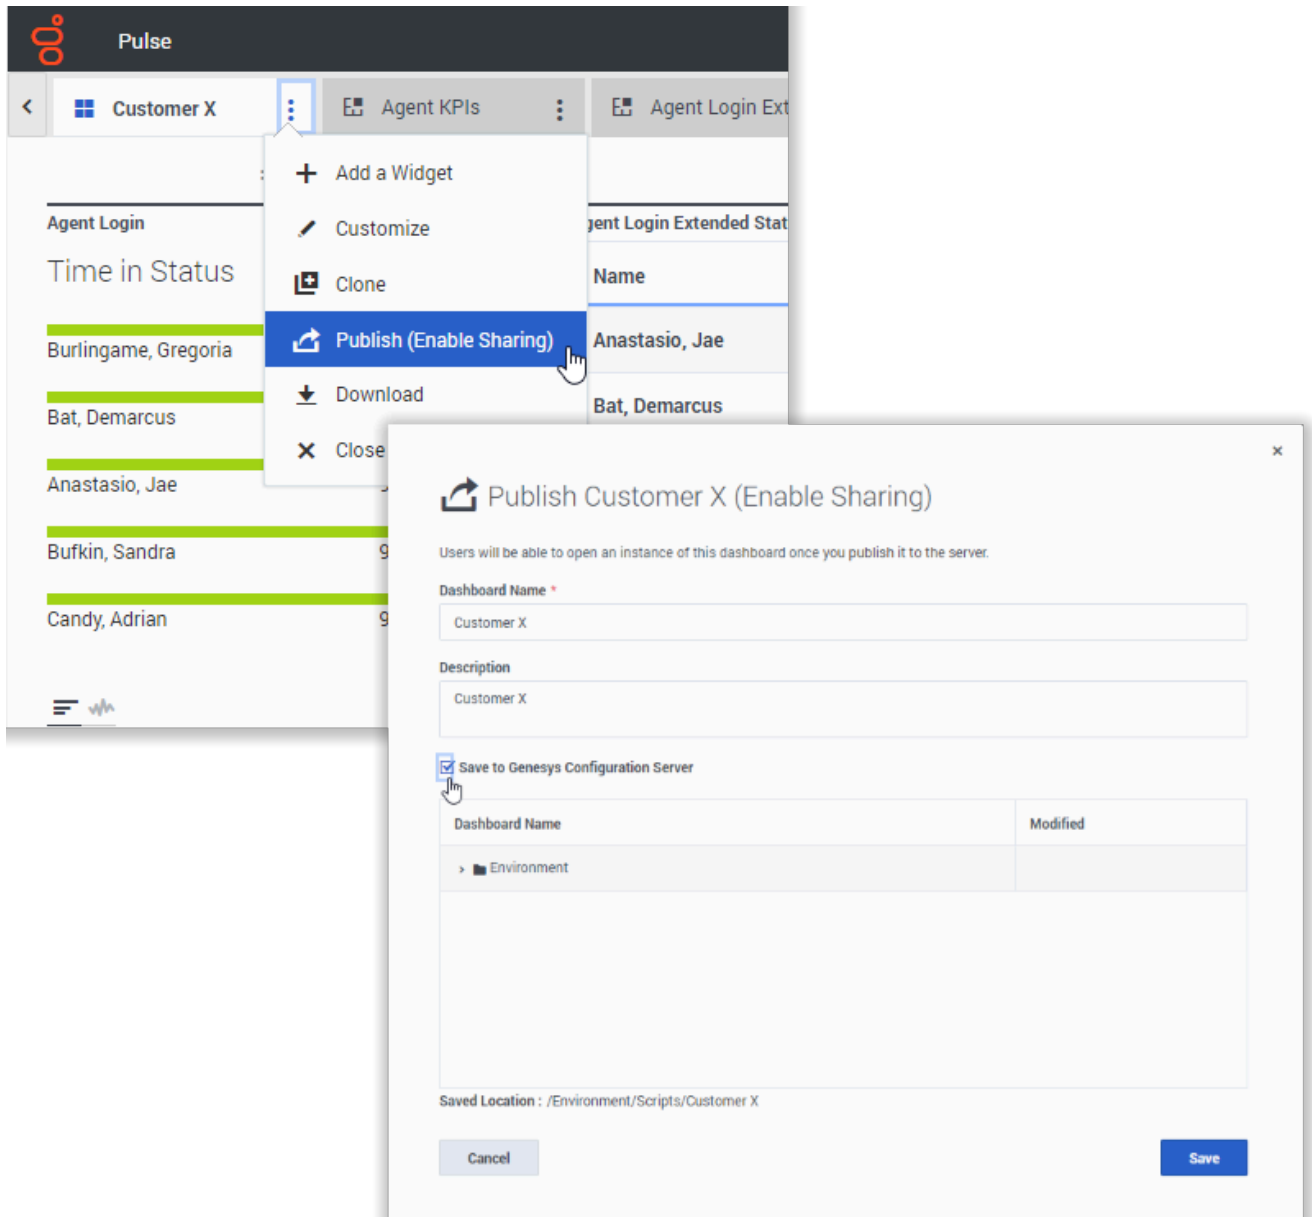 Pulse
Customer X
Agent KPIs
Agent Login Ext
Add a Widget
Customize
Clone
Publish (Enable Sharing)
Download
Close
Agent Login
Time in Status
Burlingame, Gregoria
Bat, Demarcus
Anastasio, Jae
Bufkin, Sandra 9
Candy, Adrian 9
gent Login Extended Stat
Name
Anastasio, Jae
Bat, Demarcus
Publish Customer X (Enable Sharing)
Users will be able to open an instance of this dashboard once you publish it to the server.
Dashboard Name *
Customer X
Description
Customer X
Save to Genesys Configuration Server
Dashboard Name Modified
Environment
Saved Location : /Environment/Scripts/Customer X
Cancel Save